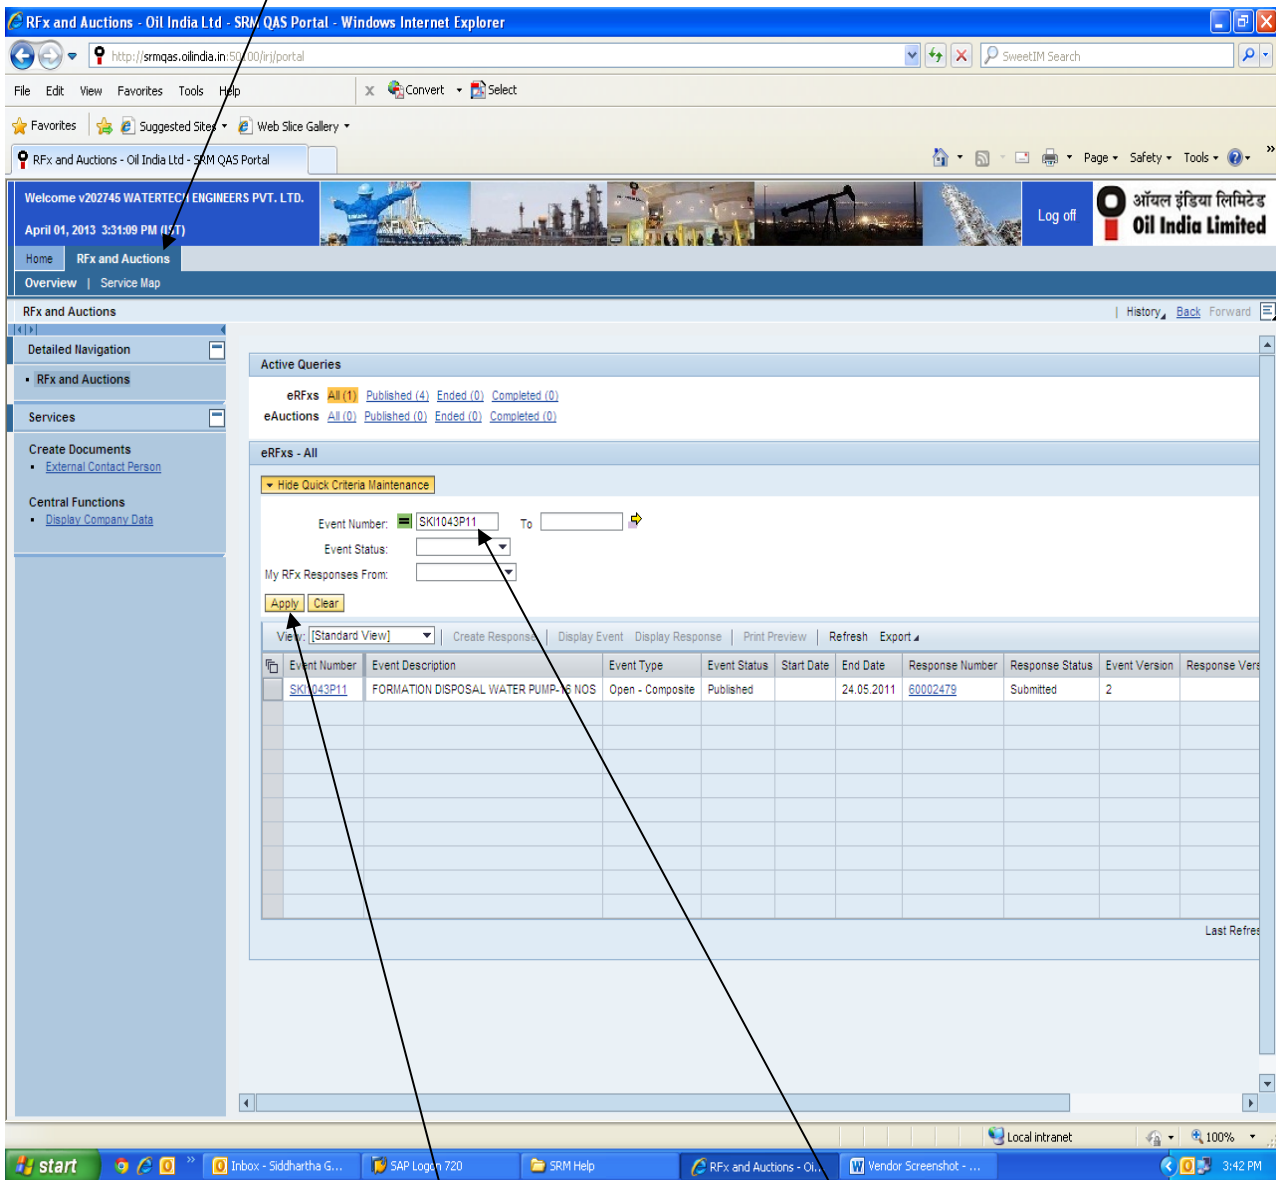 RFx and Auctions - Oil India Ltd - SRM QAS Portal - Windows Internet Explorer
http://srmqas.oilindia.in:50100/irj/portal
SweetIM Search
File Edit View Favorites Tools Help
x Convert Select
Favorites Suggested Sites Web Slice Gallery
RFx and Auctions - Oil India Ltd - SRM QAS Portal
Page Safety Tools »
Welcome v202745 WATERTECH ENGINEERS PVT. LTD.
April 01, 2013 3:31:09 PM (IST)
Log off
ऑयल इंडिया लिमिटेड
Oil India Limited
Home RFx and Auctions
Overview | Service Map
RFx and Auctions
| History Back Forward
Detailed Navigation
RFx and Auctions
Services
Create Documents
External Contact Person
Central Functions
Display Company Data
Active Queries
eRFxs All (1) Published (4) Ended (0) Completed (0)
eAuctions All (0) Published (0) Ended (0) Completed (0)
eRFxs - All
Hide Quick Criteria Maintenance
Event Number: SKI1043P11 To
Event Status:
My RFx Responses From:
Apply Clear
View: [Standard View] | Create Response | Display Event Display Response | Print Preview | Refresh Export
Event Number Event Description Event Type Event Status Start Date End Date Response Number Response Status Event Version Response Vers
SKI1043P11 FORMATION DISPOSAL WATER PUMP-16 NOS Open - Composite Published 24.05.2011 60002479 Submitted 2
Last Refres
Local intranet 100%
start » Inbox - Siddhartha G... SAP Logon 720 SRM Help RFx and Auctions - Oi... Vendor Screenshot - ... 3:42 PM